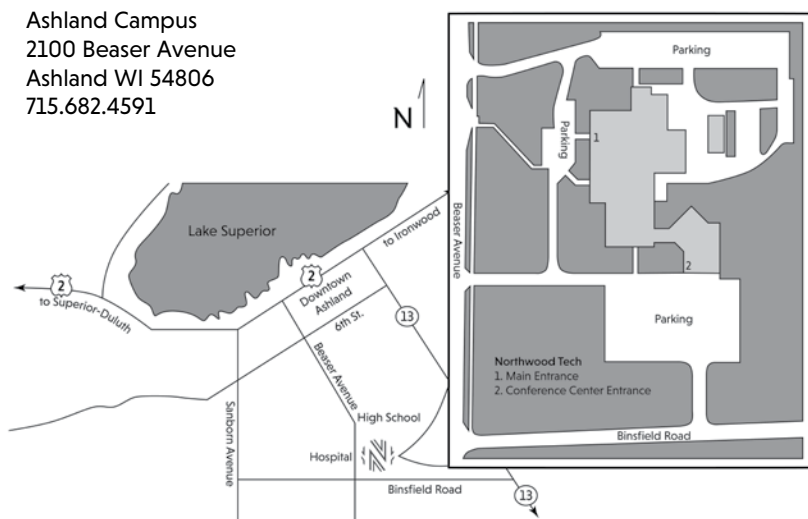 Ashland Campus
2100 Beaser Avenue
Ashland WI 54806
715.682.4591
N
Lake Superior
2
to Superior-Duluth
2
to Ironwood
Downtown
Ashland
6th St.
13
Beaser Avenue
Sanborn Avenue
High School
Hospital
N
Binsfield Road
13
Parking
Parking
1
Beaser Avenue
2
Parking
Northwood Tech
1. Main Entrance
2. Conference Center Entrance
Binsfield Road